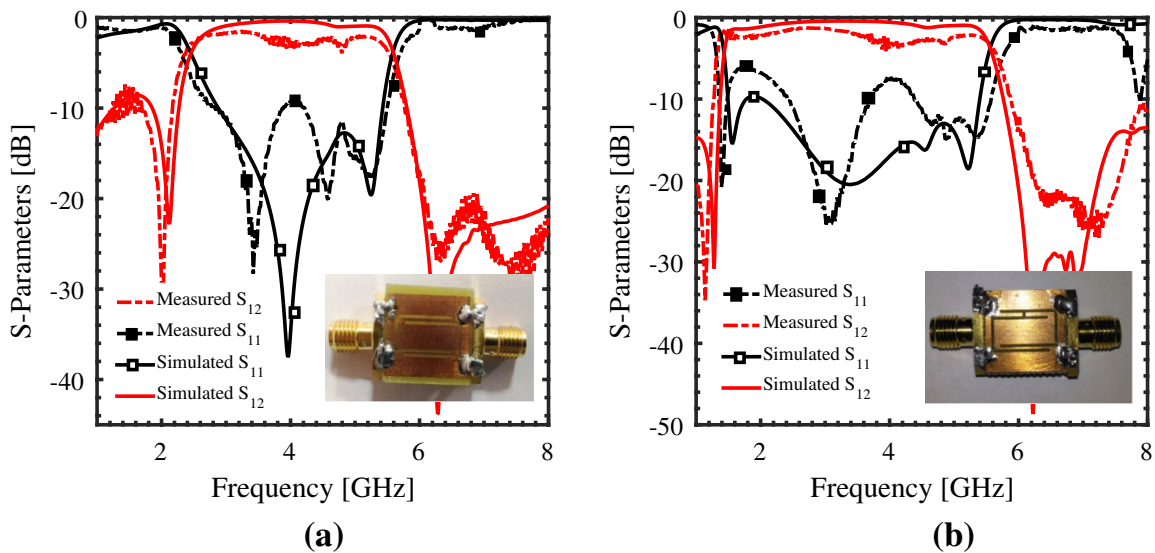 0
-10
-20
-30
-40
S-Parameters [dB]
Measured S12
Measured S11
Simulated S11
Simulated S12
2
4
6
8
Frequency [GHz]
(a)
0
-10
-20
-30
-40
-50
S-Parameters [dB]
Measured S11
Measured S12
Simulated S11
Simulated S12
2
4
6
8
Frequency [GHz]
(b)